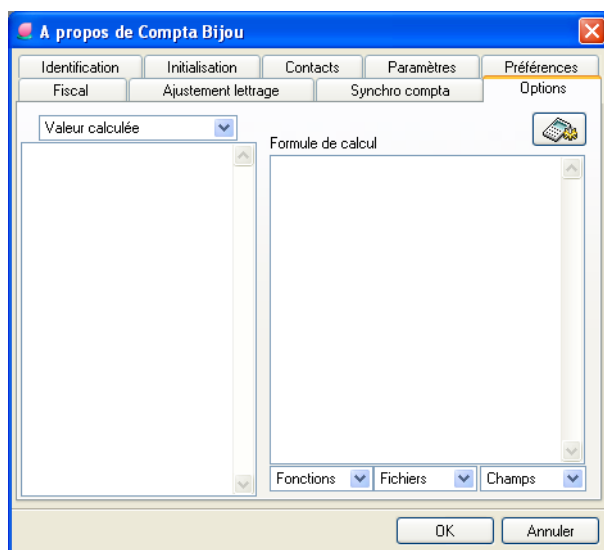 A propos de Compta Bijou
Identification Initialisation Contacts Paramètres Préférences
Fiscal Ajustement lettrage Synchro compta Options
Valeur calculée
Formule de calcul
Fonctions Fichiers Champs
OK Annuler